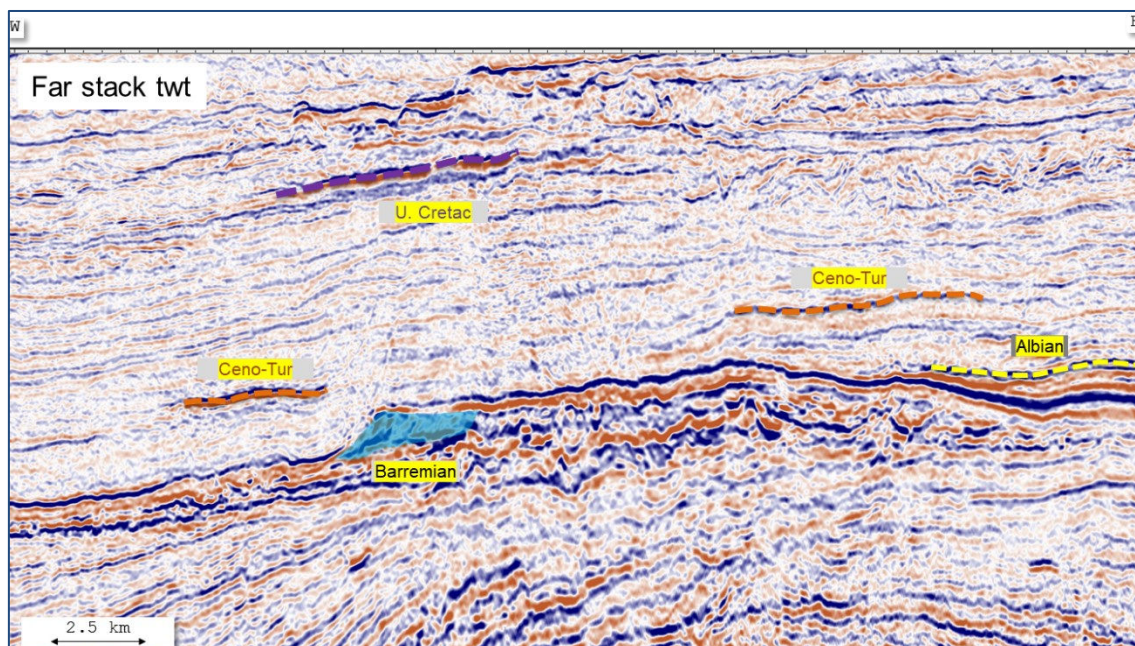 W
E
Far stack twt
U. Cretac
Ceno-Tur
Albian
Ceno-Tur
Barremian
2.5 km